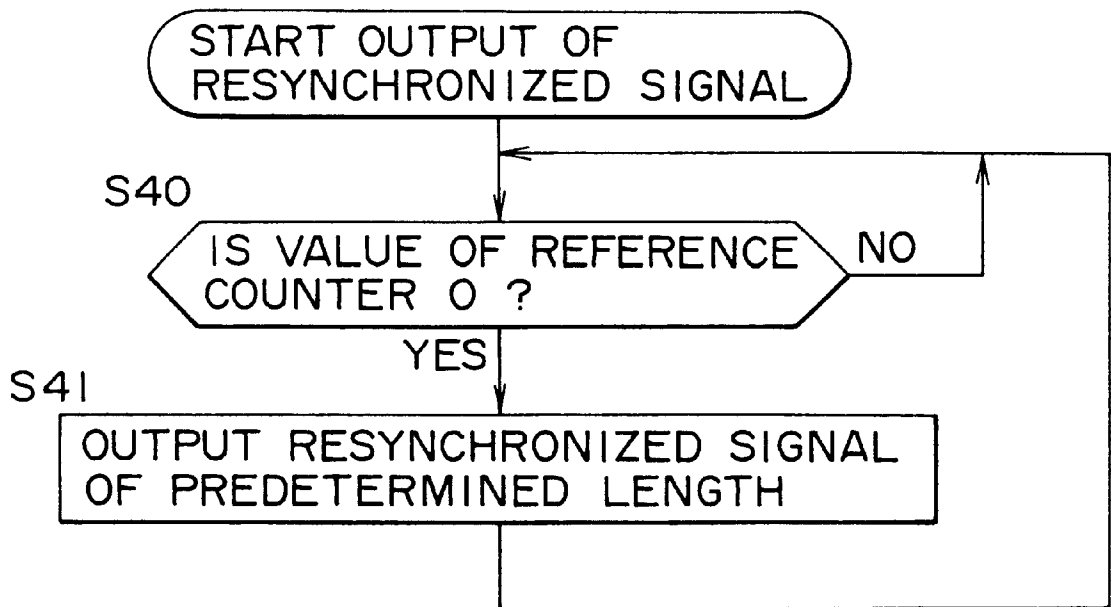 START OUTPUT OF
RESYNCHRONIZED SIGNAL
S40
IS VALUE OF REFERENCE
COUNTER 0 ?
NO
YES
S41
OUTPUT RESYNCHRONIZED SIGNAL
OF PREDETERMINED LENGTH